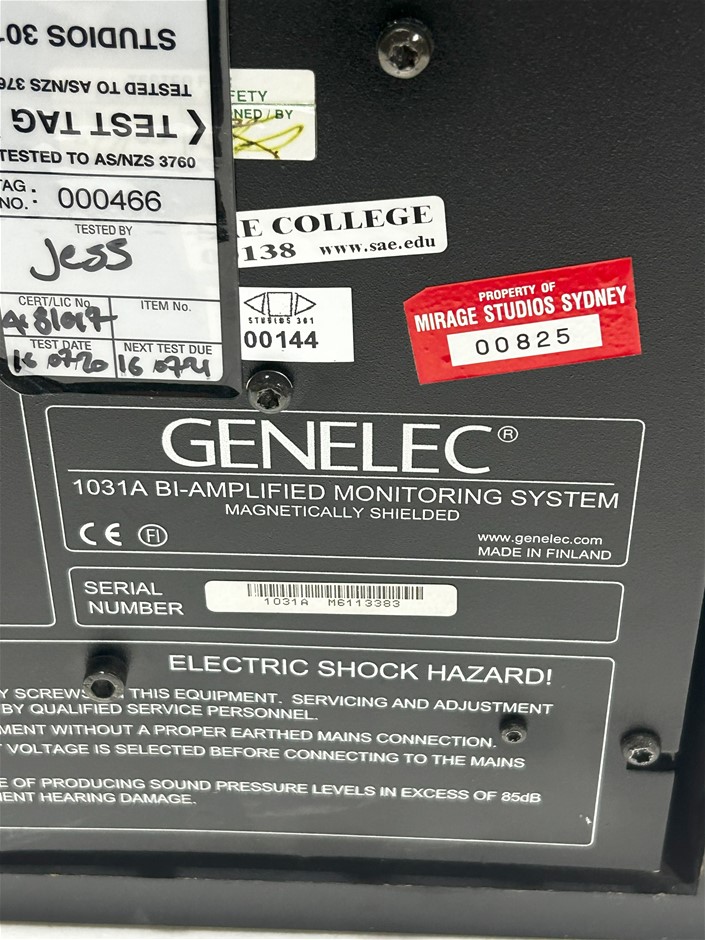 STUDIOS 301
TESTED TO AS/NZS 376
TEST TAG
TESTED TO AS/NZS 3760
TAG NO. : 000466
TESTED BY
Jess
CERT/LIC No.
ITEM No.
TEST DATE
NEXT TEST DUE
16 07 20
16 07 21
FETY
NED / BY
E COLLEGE
138 www.sae.edu
STUDIOS 301
00144
PROPERTY OF
MIRAGE STUDIOS SYDNEY
00825
GENELEC®
1031A BI-AMPLIFIED MONITORING SYSTEM
MAGNETICALLY SHIELDED
CE FI
www.genelec.com
MADE IN FINLAND
SERIAL
NUMBER
1031A M6113383
ELECTRIC SHOCK HAZARD!
Y SCREWS THIS EQUIPMENT. SERVICING AND ADJUSTMENT
BY QUALIFIED SERVICE PERSONNEL.
MENT WITHOUT A PROPER EARTHED MAINS CONNECTION.
T VOLTAGE IS SELECTED BEFORE CONNECTING TO THE MAINS
E OF PRODUCING SOUND PRESSURE LEVELS IN EXCESS OF 85dB
ENT HEARING DAMAGE.